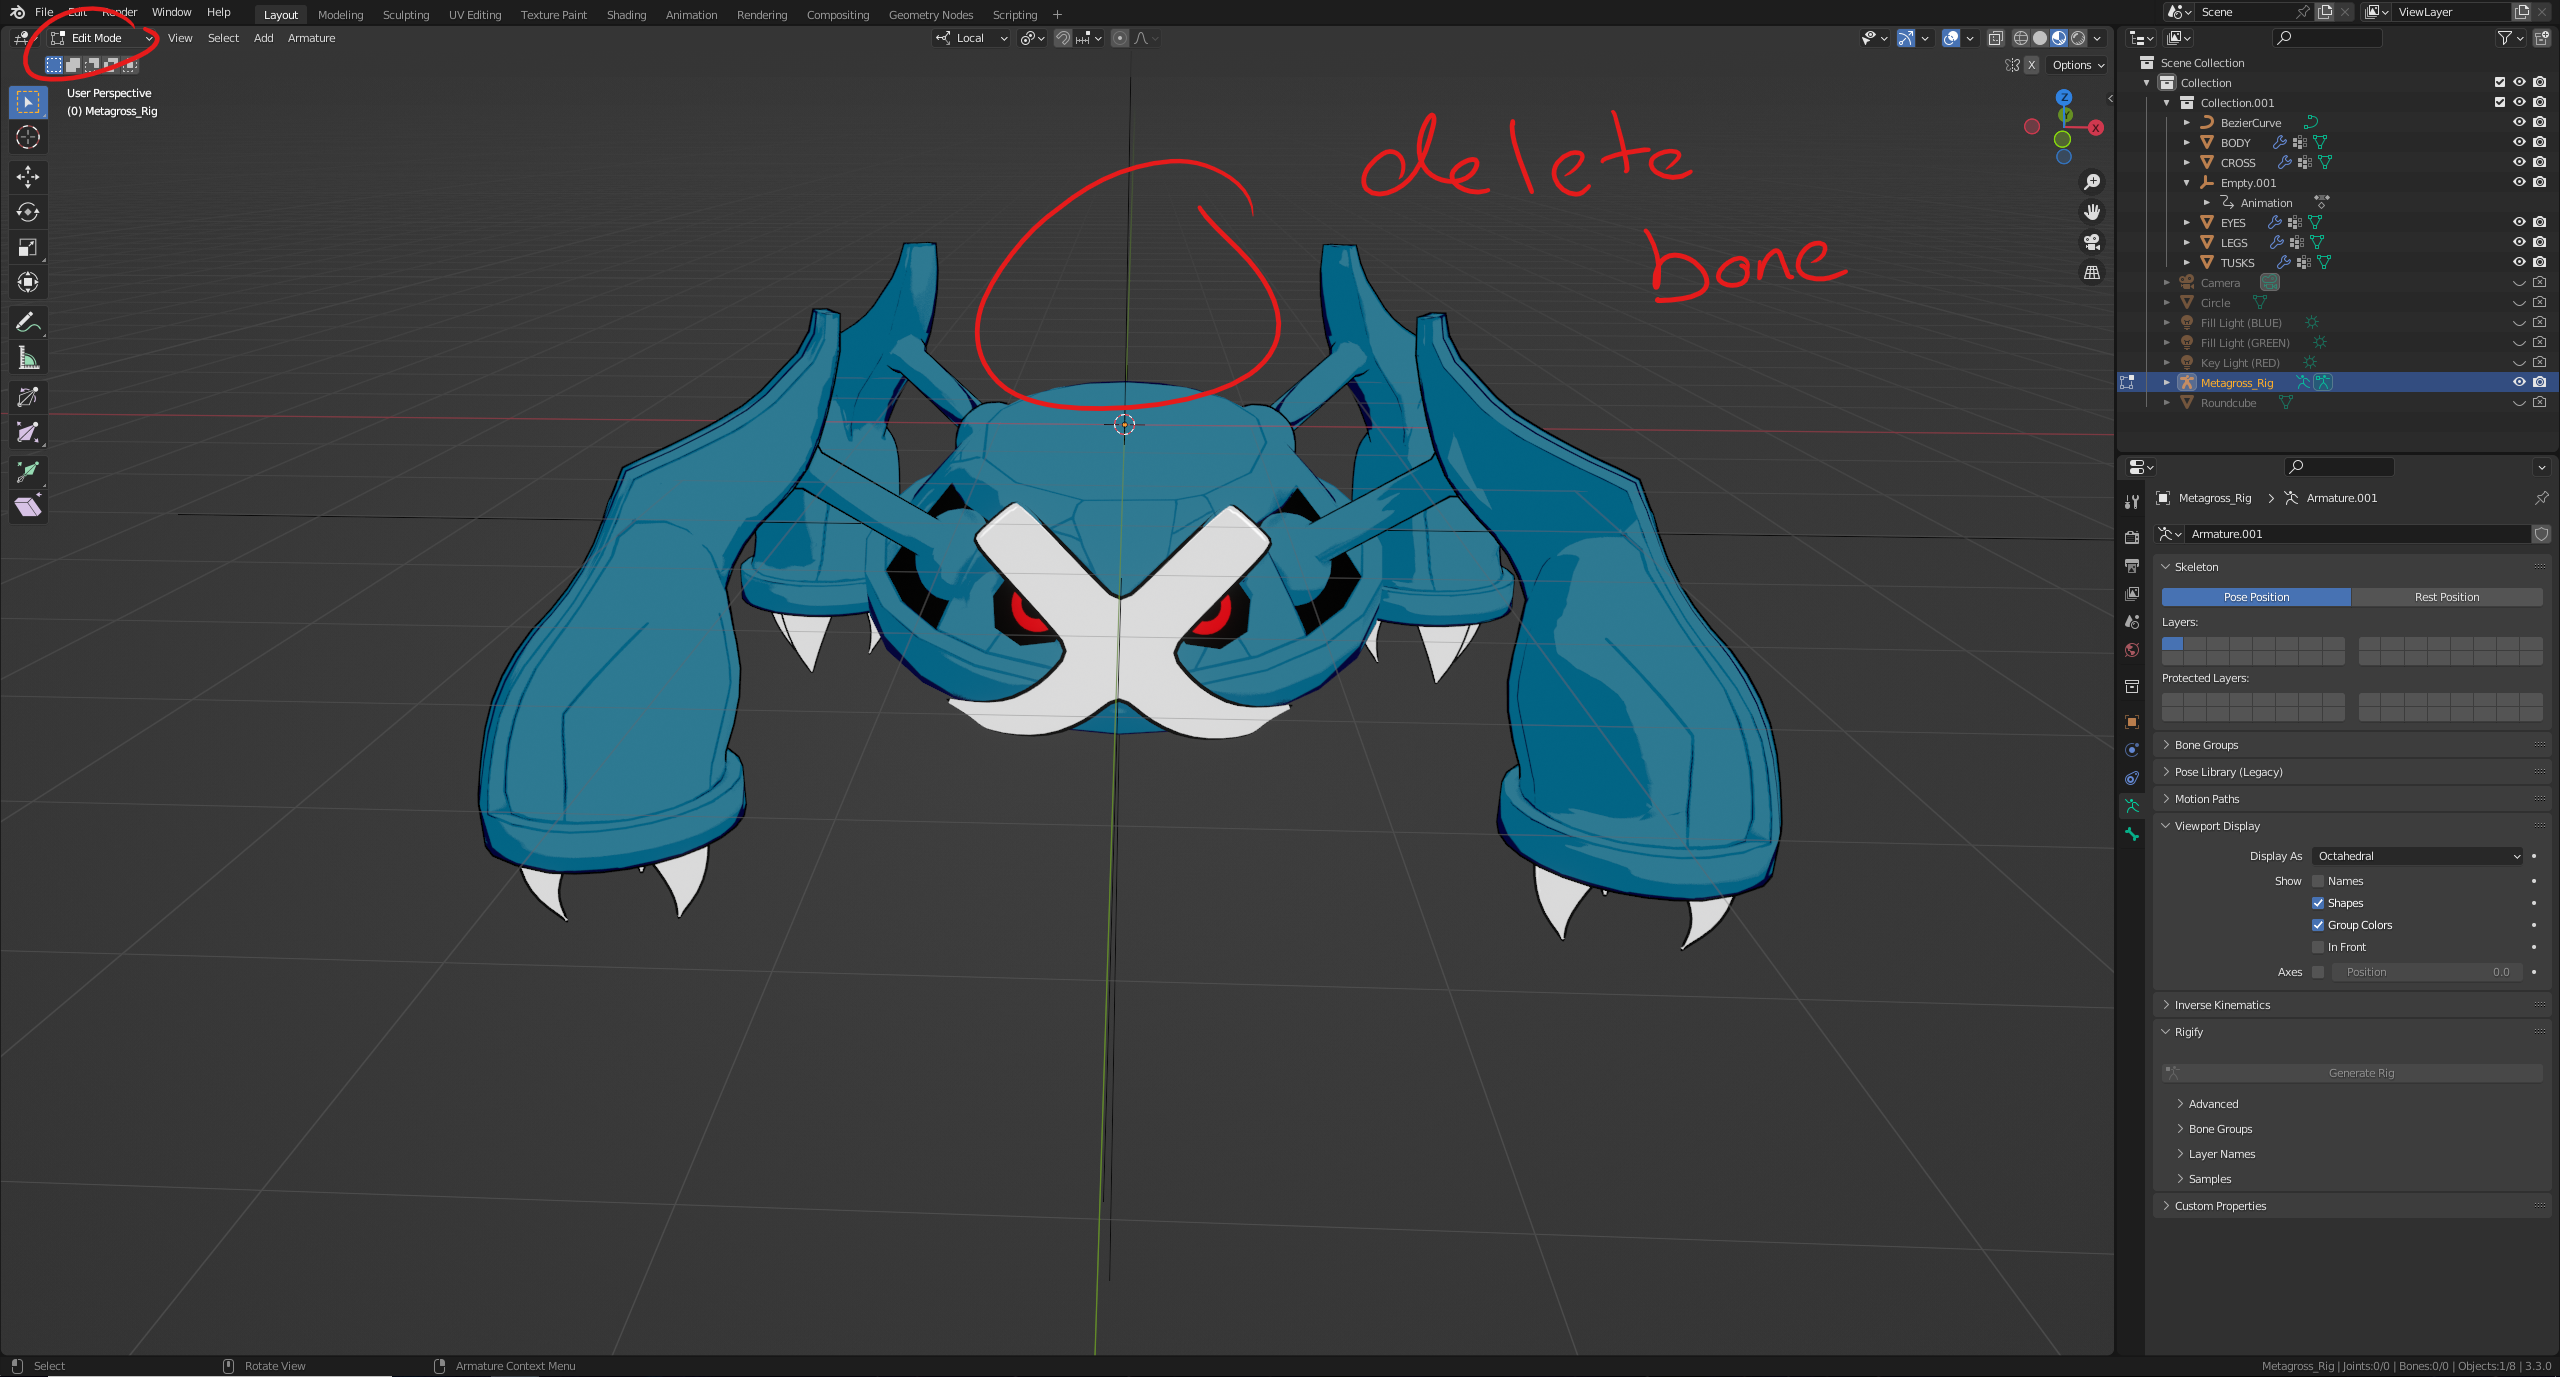 File Edit Render Window Help Layout Modeling Sculpting UV Editing Texture Paint Shading Animation Rendering Compositing Geometry Nodes Scripting + Scene ViewLayer
Edit Mode View Select Add Armature Local
X Options
User Perspective
(0) Metagross_Rig
Z
Y
X
delete
bone
Scene Collection
Collection
Collection.001
BezierCurve
BODY
CROSS
Empty.001
Animation
EYES
LEGS
TUSKS
Camera
Circle
Fill Light (BLUE)
Fill Light (GREEN)
Key Light (RED)
Metagross_Rig
Roundcube
Metagross_Rig > Armature.001
Armature.001
Skeleton
Pose Position Rest Position
Layers:
Protected Layers:
Bone Groups
Pose Library (Legacy)
Motion Paths
Viewport Display
Display As Octahedral
Show Names
Shapes
Group Colors
In Front
Axes Position 0.0
Inverse Kinematics
Rigify
Generate Rig
Advanced
Bone Groups
Layer Names
Samples
Custom Properties
Select Rotate View Armature Context Menu Metagross_Rig | Joints:0/0 | Bones:0/0 | Objects:1/8 | 3.3.0